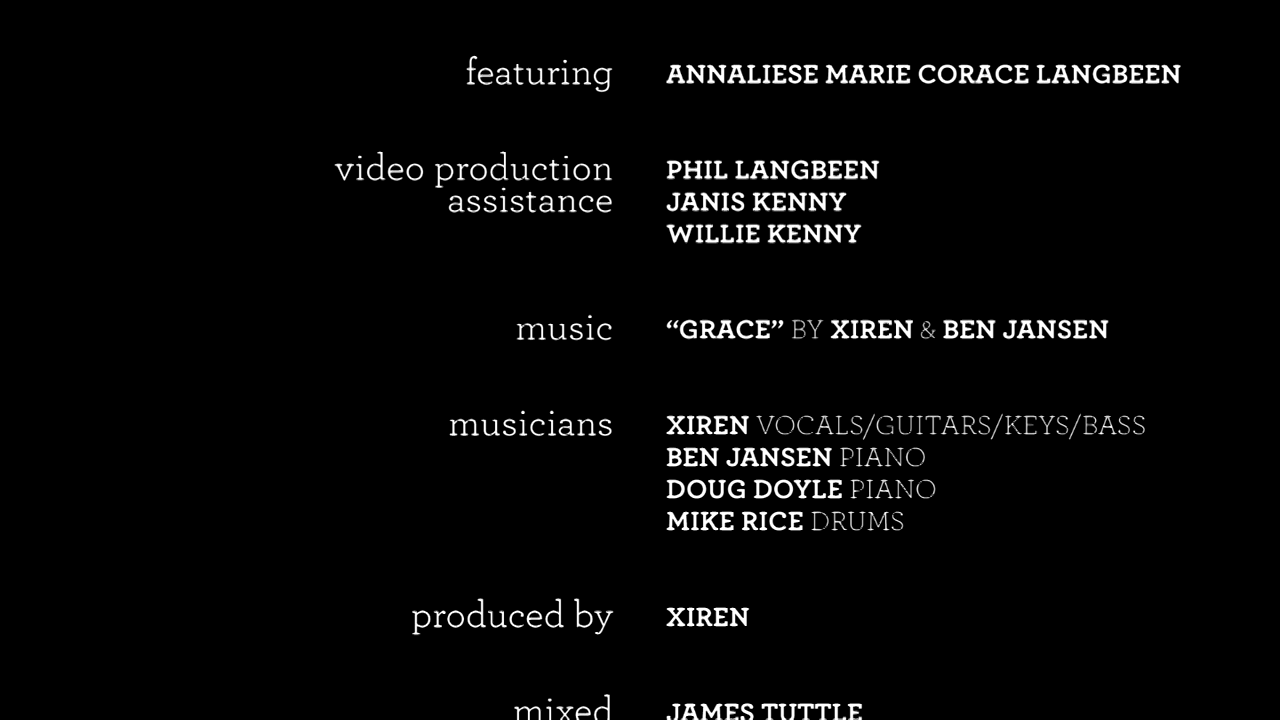 featuring ANNALIESE MARIE CORACE LANGBEEN
video production PHIL LANGBEEN
assistance JANIS KENNY
WILLIE KENNY
music “GRACE” BY XIREN & BEN JANSEN
musicians XIREN VOCALS/GUITARS/KEYS/BASS
BEN JANSEN PIANO
DOUG DOYLE PIANO
MIKE RICE DRUMS
produced by XIREN
mixed JAMES TUTTLE